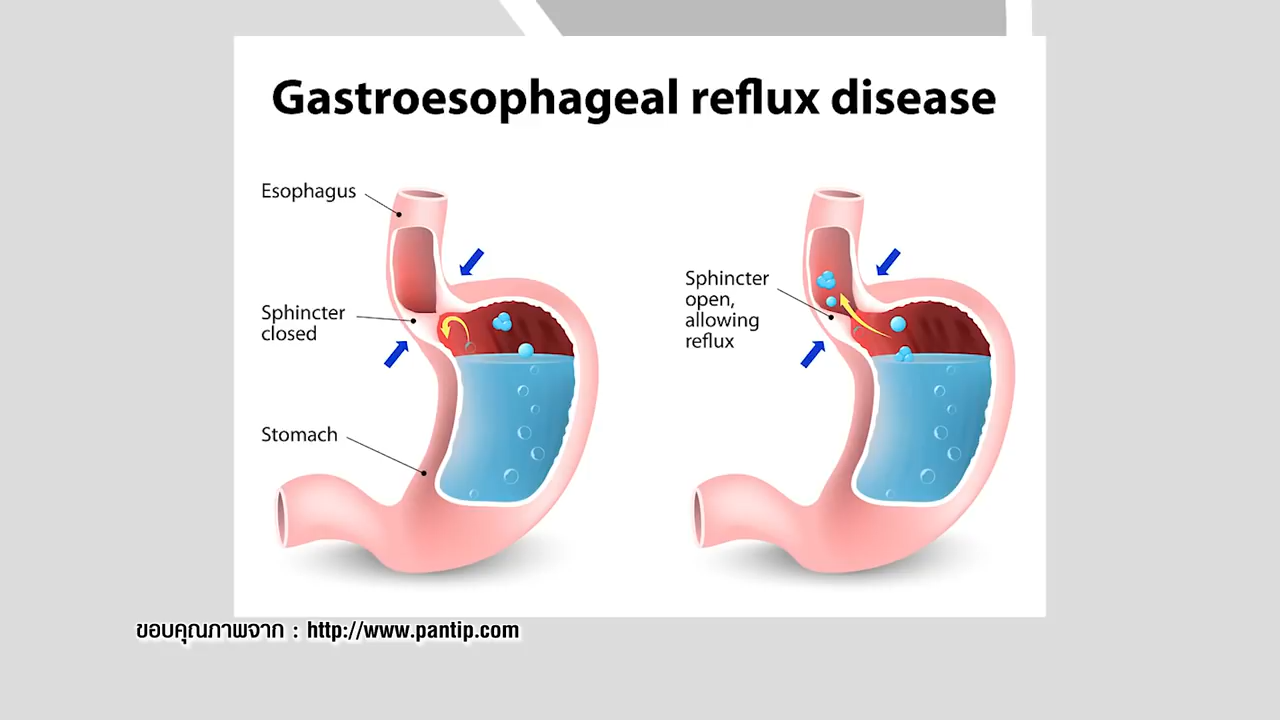 Gastroesophageal reflux disease
Esophagus
Sphincter
closed
Stomach
Sphincter
open,
allowing
reflux
ขอบคุณภาพจาก : http://www.pantip.com